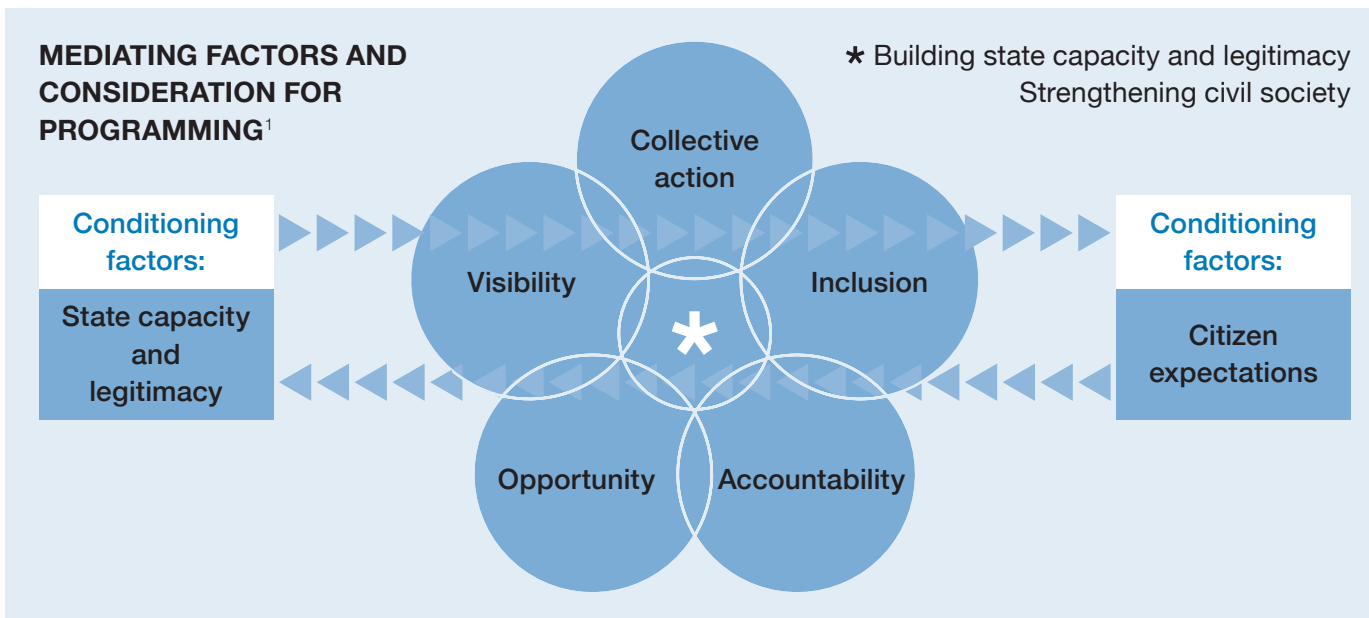 MEDIATING FACTORS AND
CONSIDERATION FOR
PROGRAMMING¹
* Building state capacity and legitimacy
Strengthening civil society
Collective
action
Conditioning
factors:
State capacity
and
legitimacy
Visibility
Inclusion
*
Opportunity
Accountability
Conditioning
factors:
Citizen
expectations